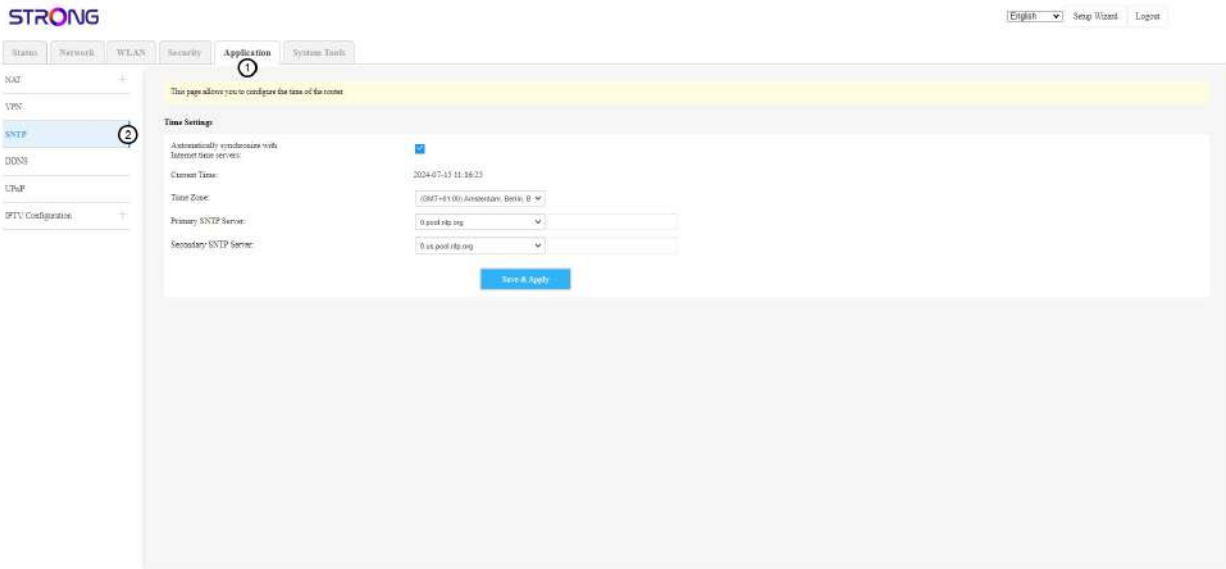 STRONG
English Setup Wizard Logout
Status Network WLAN Security Application System Tools
1
NAT +
This page allows you to configure the time of the router
VPN
Time Settings
SNTP 2
Automatically synchronize with
Internet time servers:
DDNS
Current Time: 2024-07-15 11:16:23
UPnP
Time Zone: (GMT+01:00) Amsterdam, Berlin, B
IPTV Configuration +
Primary SNTP Server: 0.pool.ntp.org
Secondary SNTP Server: 0.us.pool.ntp.org
Save & Apply